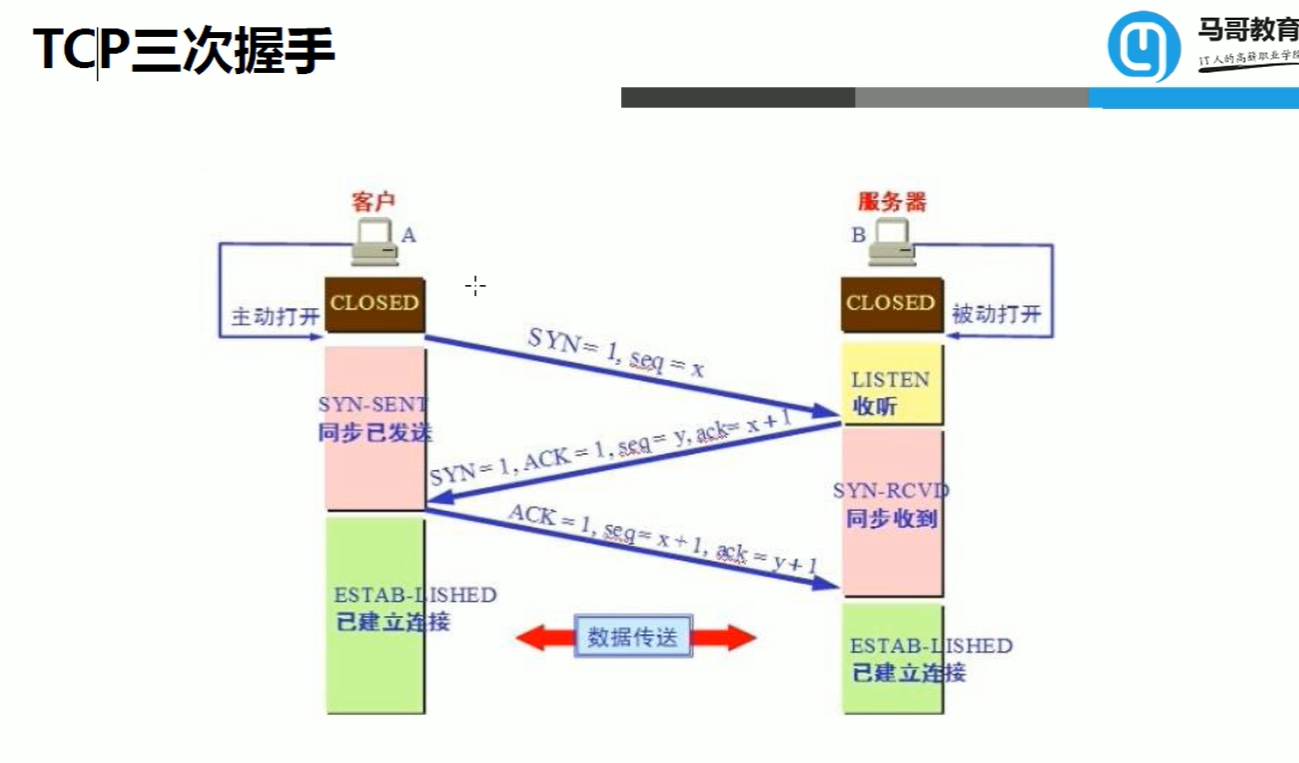 TCP三次握手
马哥教育
IT人的高薪职业学院
客户
服务器
A
B
CLOSED
CLOSED
主动打开
被动打开
SYN = 1, seq = x
LISTEN
收听
SYN-SENT
同步已发送
SYN = 1, ACK = 1, seq = y, ack= x + 1
SYN-RCVD
同步收到
ACK = 1, seq = x + 1, ack = y + 1
ESTAB-LISHED
已建立连接
数据传送
ESTAB-LISHED
已建立连接